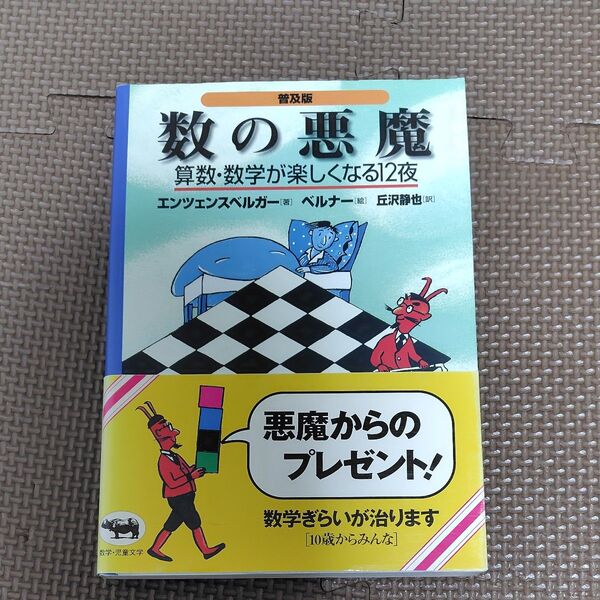 普及版
数の悪魔
算数・数学が楽しくなる12夜
エンツェンスベルガー[著] ベルナー[絵] 丘沢静也[訳]
悪魔からの
プレゼント!
数学ぎらいが治ります
[10歳からみんな]
数学・児童文学